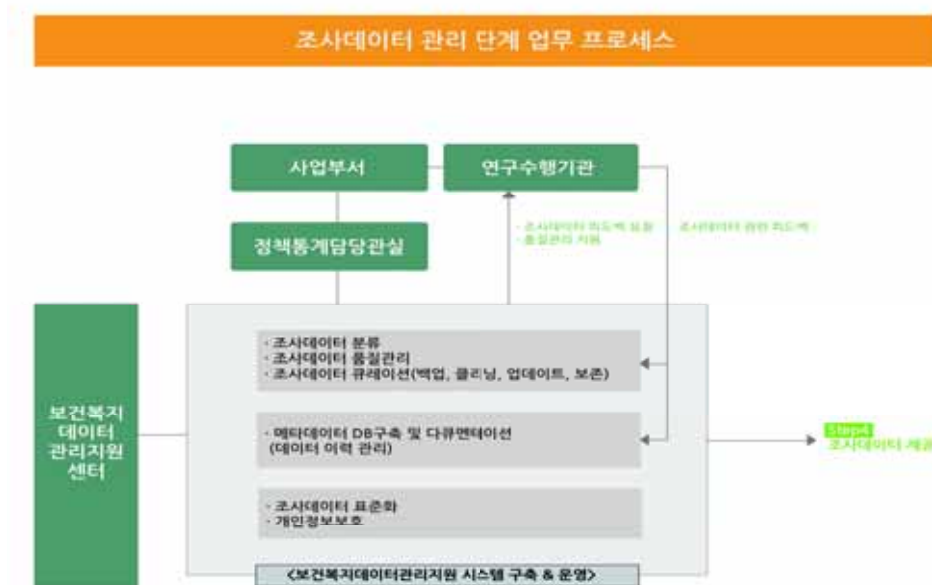 조사데이터 관리 단계 업무 프로세스
사업부서
연구수행기관
정책통계담당관실
· 조사데이터 피드백 요청
· 품질관리 지원
조사데이터 관련 피드백
보건복지
데이터
관리지원
센터
· 조사데이터 분류
· 조사데이터 품질관리
· 조사데이터 큐레이션(백업, 클리닝, 업데이트, 보존)
· 메타데이터 DB구축 및 다큐멘테이션
(데이터 이력 관리)
· 조사데이터 표준화
· 개인정보보호
<보건복지데이터관리지원 시스템 구축 & 운영>
Step4
조사데이터 제공